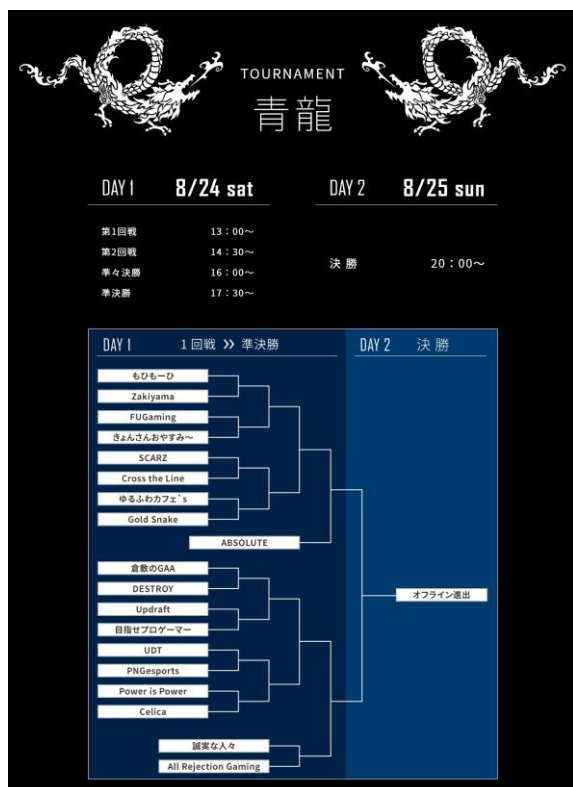 TOURNAMENT
青龍
DAY 1 8/24 sat
第1回戦 13：00～
第2回戦 14：30～
準々決勝 16：00～
準決勝 17：30～
DAY 2 8/25 sun
決勝 20：00～
DAY 1 1回戦 ≫ 準決勝
DAY 2 決勝
もひもーひ
Zakiyama
FUGaming
きょんさんおやすみ～
SCARZ
Cross the Line
ゆるふわカフェ`s
Gold Snake
ABSOLUTE
倉敷のGAA
DESTROY
Updraft
目指せプロゲーマー
UDT
PNGesports
Power is Power
Celica
誠実な人々
All Rejection Gaming
オフライン進出